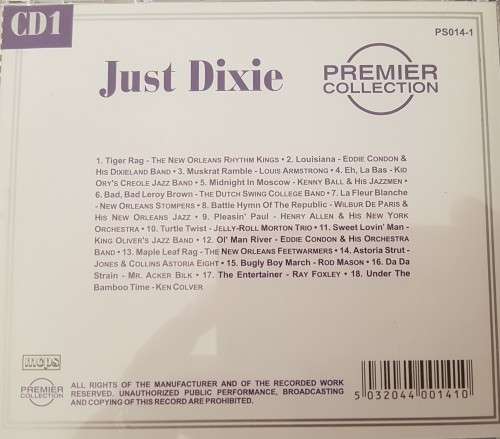 CD1
PS014-1
Just Dixie
PREMIER
COLLECTION
1. Tiger Rag - THE NEW ORLEANS RHYTHM KINGS • 2. Louisiana - EDDIE CONDON &
HIS DIXIELAND BAND • 3. Muskrat Ramble - LOUIS ARMSTRONG • 4. Eh, La Bas - KID
ORY'S CREOLE JAZZ BAND • 5. Midnight In Moscow - KENNY BALL & HIS JAZZMEN •
6. Bad, Bad Leroy Brown - THE DUTCH SWING COLLEGE BAND • 7. La Fleur Blanche
- NEW ORLEANS STOMPERS • 8. Battle Hymn Of The Republic - WILBUR DE PARIS &
HIS NEW ORLEANS JAZZ • 9. Pleasin' Paul - HENRY ALLEN & HIS NEW YORK
ORCHESTRA • 10. Turtle Twist - JELLY-ROLL MORTON TRIO • 11. Sweet Lovin' Man -
KING OLIVER'S JAZZ BAND • 12. Ol' Man River - EDDIE CONDON & HIS ORCHESTRA
BAND • 13. Maple Leaf Rag - THE NEW ORLEANS FEETWARMERS • 14. Astoria Strut -
JONES & COLLINS ASTORIA EIGHT • 15. Bugly Boy March - ROD MASON • 16. Da Da
Strain - MR. ACKER BILK • 17. The Entertainer - RAY FOXLEY • 18. Under The
Bamboo Time - KEN COLVER
mcps
PREMIER
COLLECTION
ALL RIGHTS OF THE MANUFACTURER AND OF THE RECORDED WORK
RESERVED. UNAUTHORIZED PUBLIC PERFORMANCE, BROADCASTING
AND COPYING OF THIS RECORD ARE PROHIBITED.
5 032044 001410